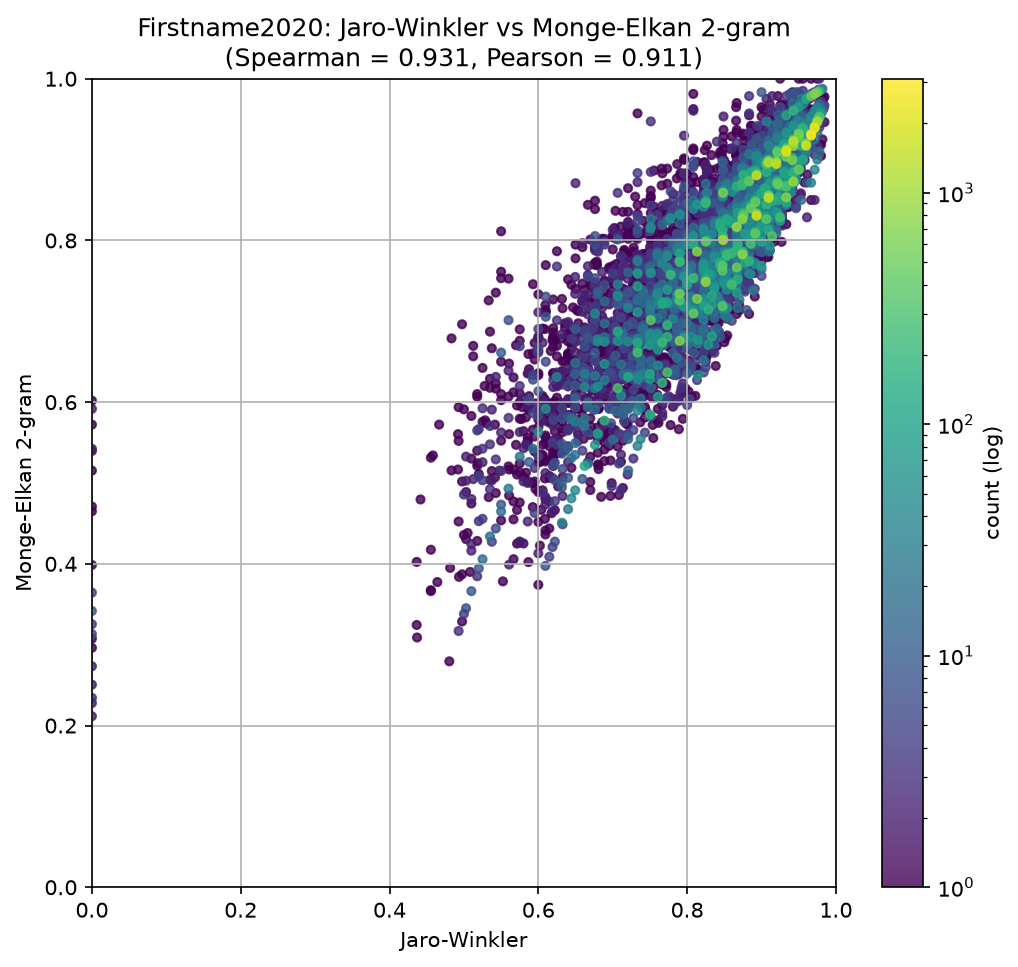 Firstname2020: Jaro-Winkler vs Monge-Elkan 2-gram
(Spearman = 0.931, Pearson = 0.911)
1.0
0.8
0.6
0.4
0.2
0.0
Monge-Elkan 2-gram
0.0 0.2 0.4 0.6 0.8 1.0
Jaro-Winkler
10³
10²
10¹
10⁰
count (log)